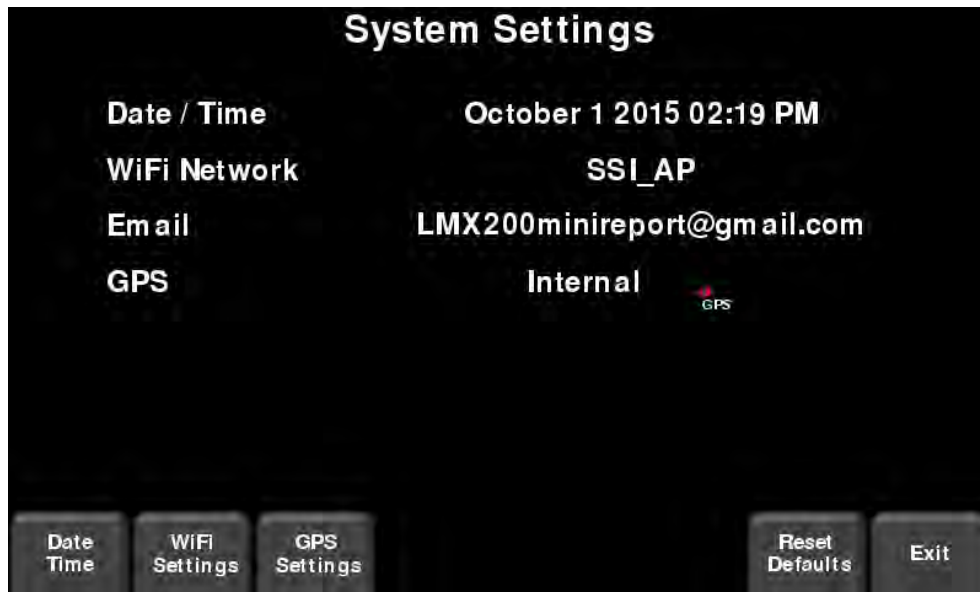 System Settings
Date / Time October 1 2015 02:19 PM
WiFi Network SSI_AP
Email LMX200minireport@gmail.com
GPS Internal GPS
Date Time
WiFi Settings
GPS Settings
Reset Defaults
Exit